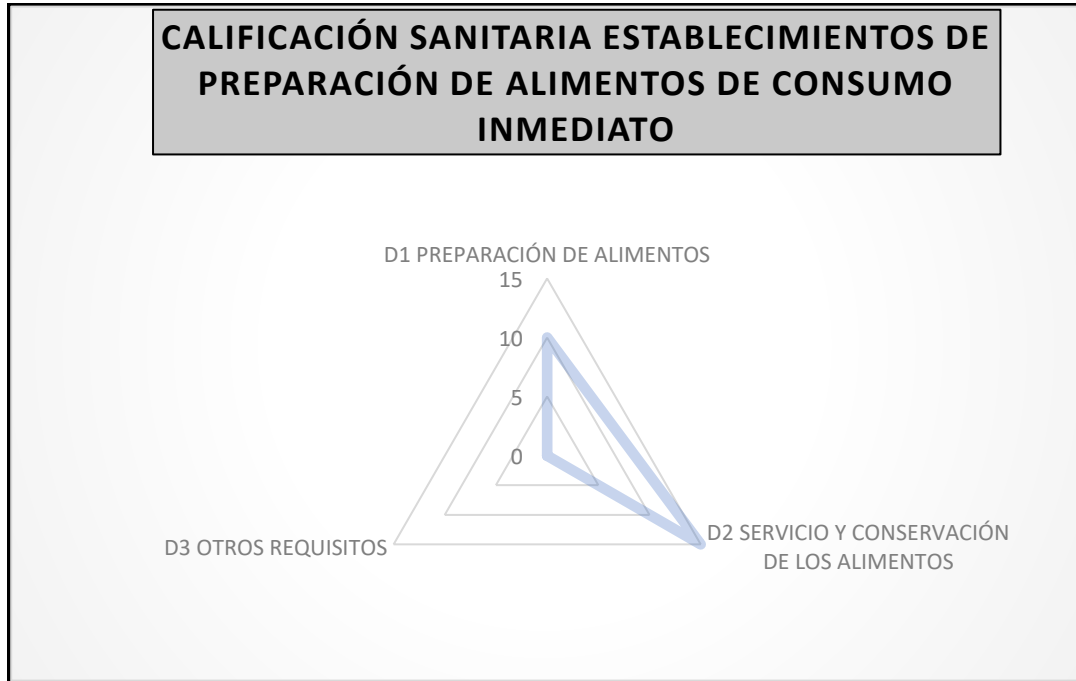 CALIFICACIÓN SANITARIA ESTABLECIMIENTOS DE
PREPARACIÓN DE ALIMENTOS DE CONSUMO
INMEDIATO
D1 PREPARACIÓN DE ALIMENTOS
15
10
5
0
D2 SERVICIO Y CONSERVACIÓN
DE LOS ALIMENTOS
D3 OTROS REQUISITOS